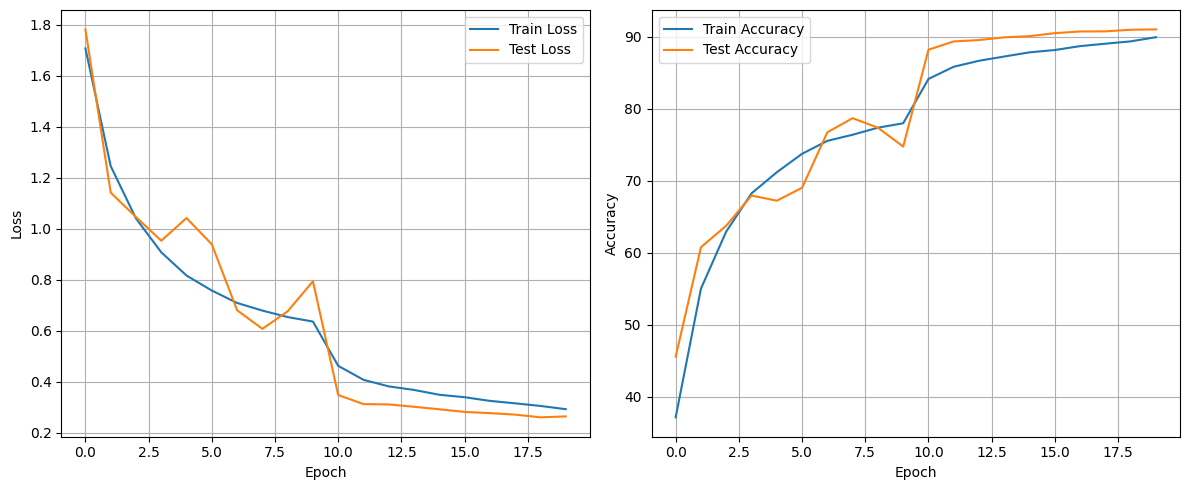 1.8
1.6
1.4
1.2
1.0
0.8
0.6
0.4
0.2
Loss
0.0 2.5 5.0 7.5 10.0 12.5 15.0 17.5
Epoch
Train Loss
Test Loss
90
80
70
60
50
40
Accuracy
0.0 2.5 5.0 7.5 10.0 12.5 15.0 17.5
Epoch
Train Accuracy
Test Accuracy